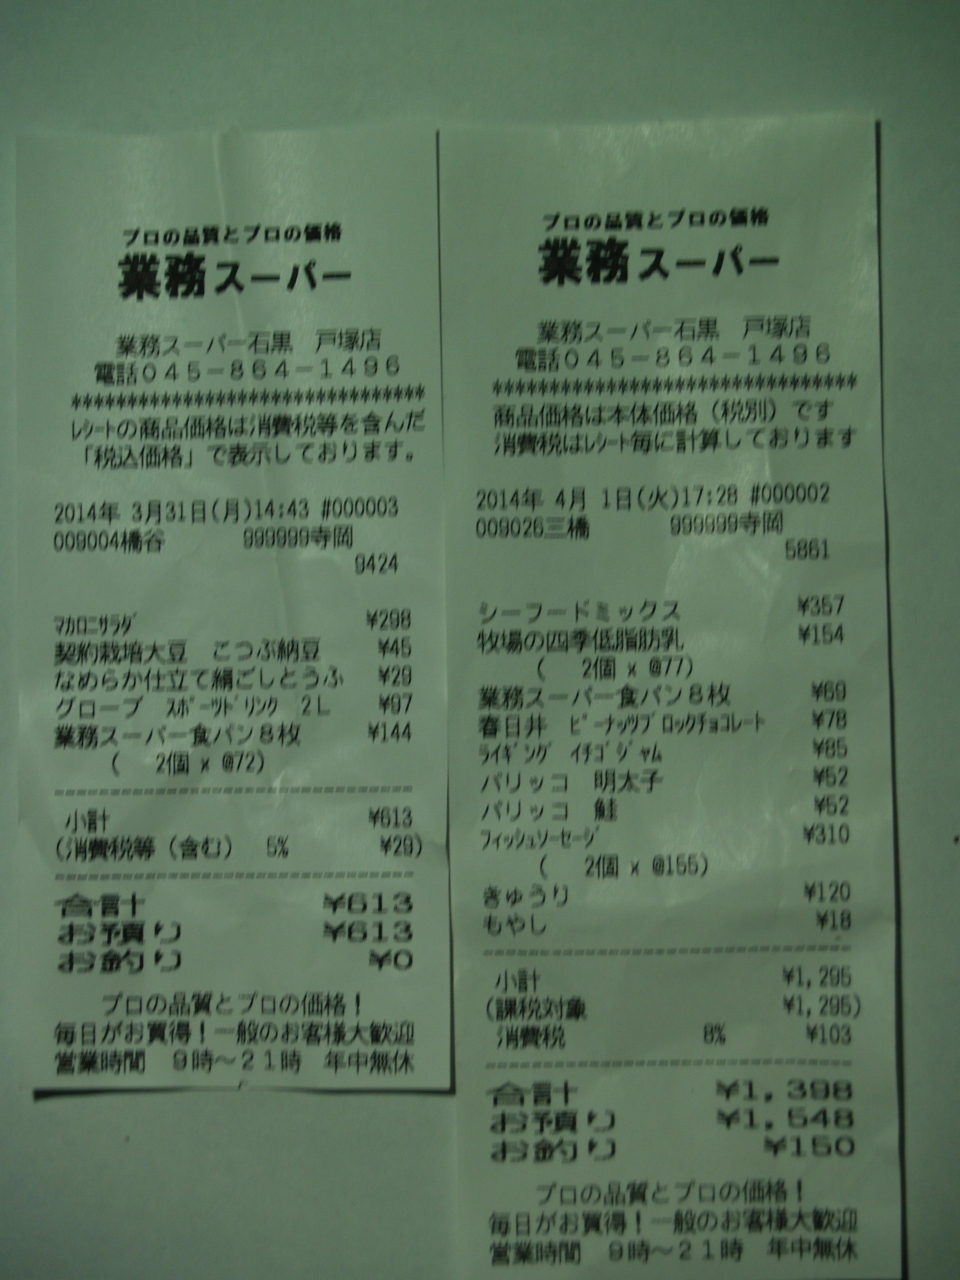 プロの品質とプロの価格
業務スーパー
業務スーパー石黒　戸塚店
電話０４５－８６４－１４９６
******************************
ﾚｼｰﾄの商品価格は消費税等を含んだ
「税込価格」で表示しております。
2014年 3月31日(月)14:43 #000003
009004橋谷 999999寺岡
9424
ﾏｶﾛﾆｻﾗﾀﾞ ¥298
契約栽培大豆　こつぶ納豆 ¥45
なめらか仕立て絹ごしとうふ ¥29
グローブ　ｽﾎﾟｰﾂﾄﾞﾘﾝｸ　２Ｌ ¥97
業務スーパー食パン８枚 ¥144
( 2個 x @72)
小計 ¥613
(消費税等（含む） 5% ¥29)
合計 ¥613
お預り ¥613
お釣り ¥0
プロの品質とプロの価格！
毎日がお買得！一般のお客様大歓迎
営業時間　９時～２１時　年中無休
プロの品質とプロの価格
業務スーパー
業務スーパー石黒　戸塚店
電話０４５－８６４－１４９６
******************************
商品価格は本体価格（税別）です
消費税はﾚｼｰﾄ毎に計算しております
2014年 4月 1日(火)17:28 #000002
009026三橋 999999寺岡
5861
シーフードミックス ¥357
牧場の四季低脂肪乳 ¥154
( 2個 x @77)
業務スーパー食パン８枚 ¥69
春日井　ﾋﾟｰﾅｯﾂﾌﾞﾛｯｸﾁｮｺﾚｰﾄ ¥78
ﾗｲｷﾞﾝｸﾞ　ｲﾁｺﾞｼﾞｬﾑ ¥85
パリッコ　明太子 ¥52
パリッコ　鮭 ¥52
ﾌｨｯｼｭｿｰｾｰｼﾞ ¥310
( 2個 x @155)
きゅうり ¥120
もやし ¥18
小計 ¥1,295
(課税対象 ¥1,295)
消費税 8% ¥103
合計 ¥1,398
お預り ¥1,548
お釣り ¥150
プロの品質とプロの価格！
毎日がお買得！一般のお客様大歓迎
営業時間　９時～２１時　年中無休